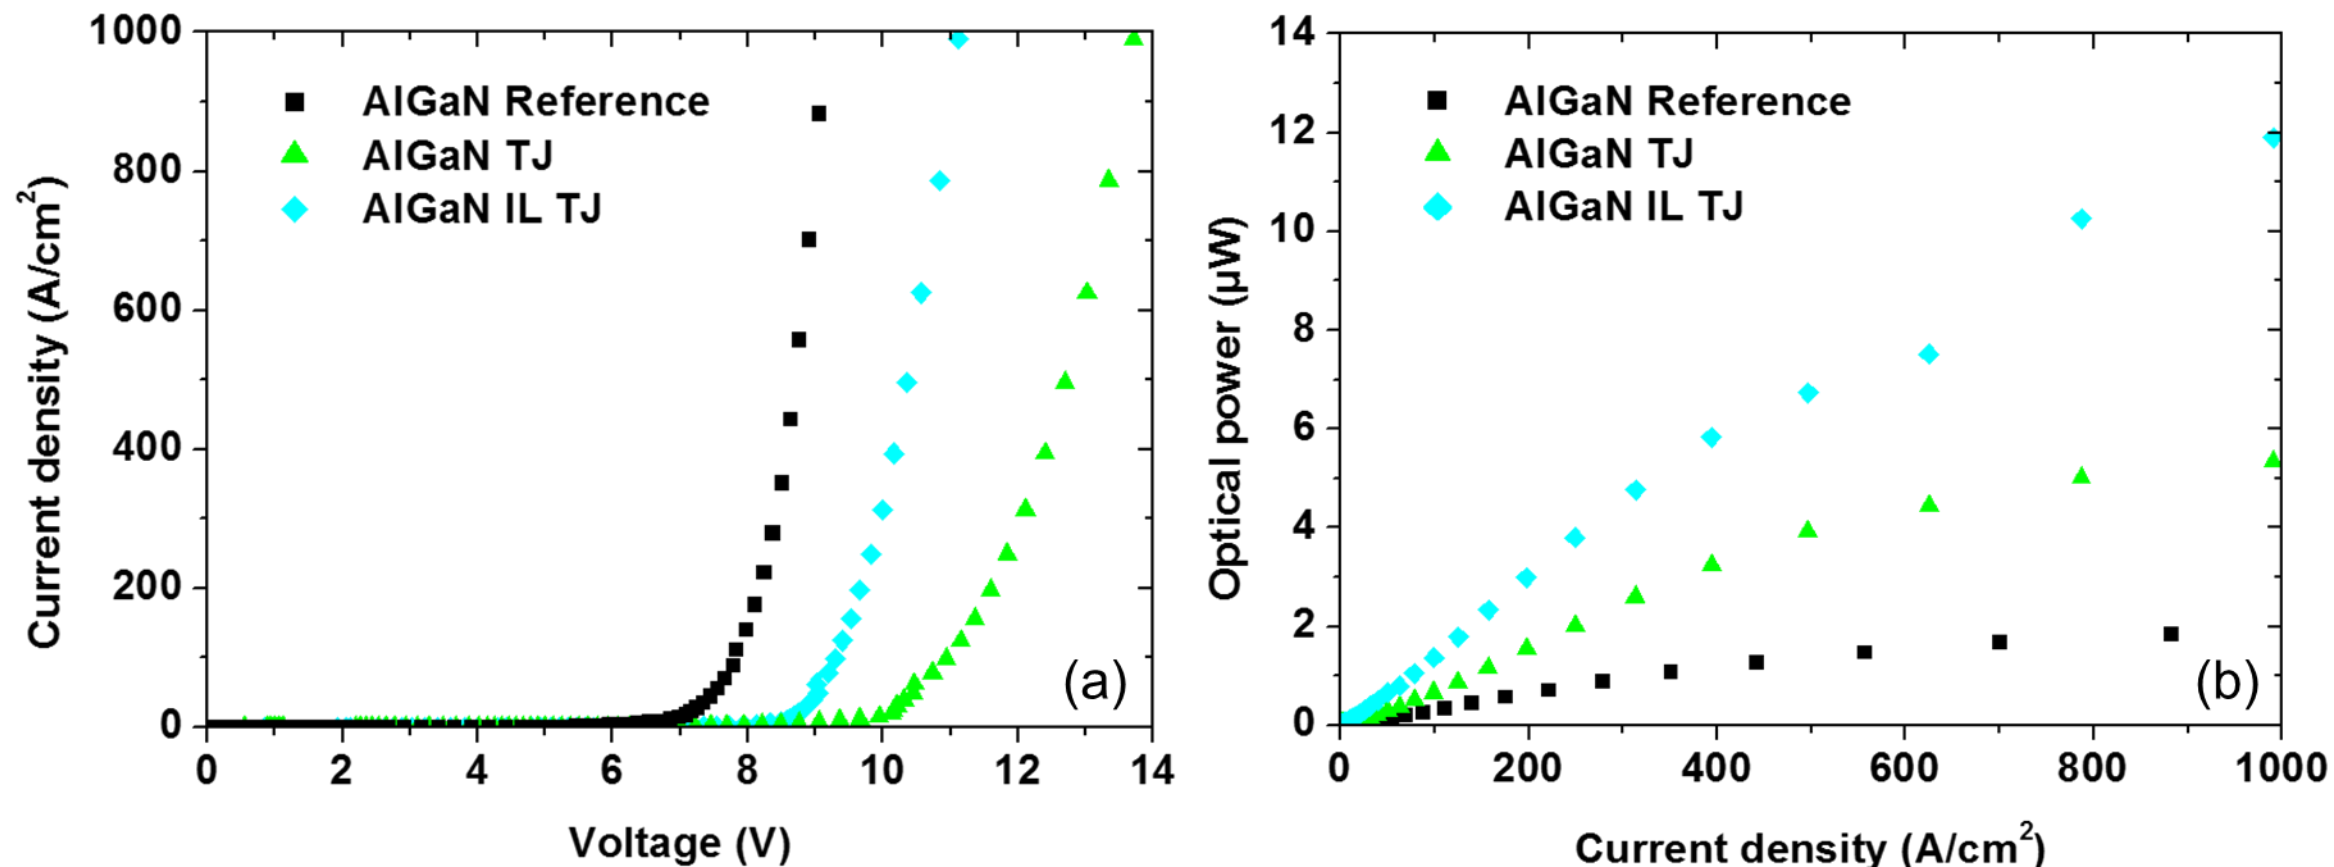 1000
800
600
400
200
0
0 2 4 6 8 10 12 14
Current density (A/cm²)
Voltage (V)
AlGaN Reference
AlGaN TJ
AlGaN IL TJ
(a)
14
12
10
8
6
4
2
0
0 200 400 600 800 1000
Optical power (μW)
Current density (A/cm²)
AlGaN Reference
AlGaN TJ
AlGaN IL TJ
(b)